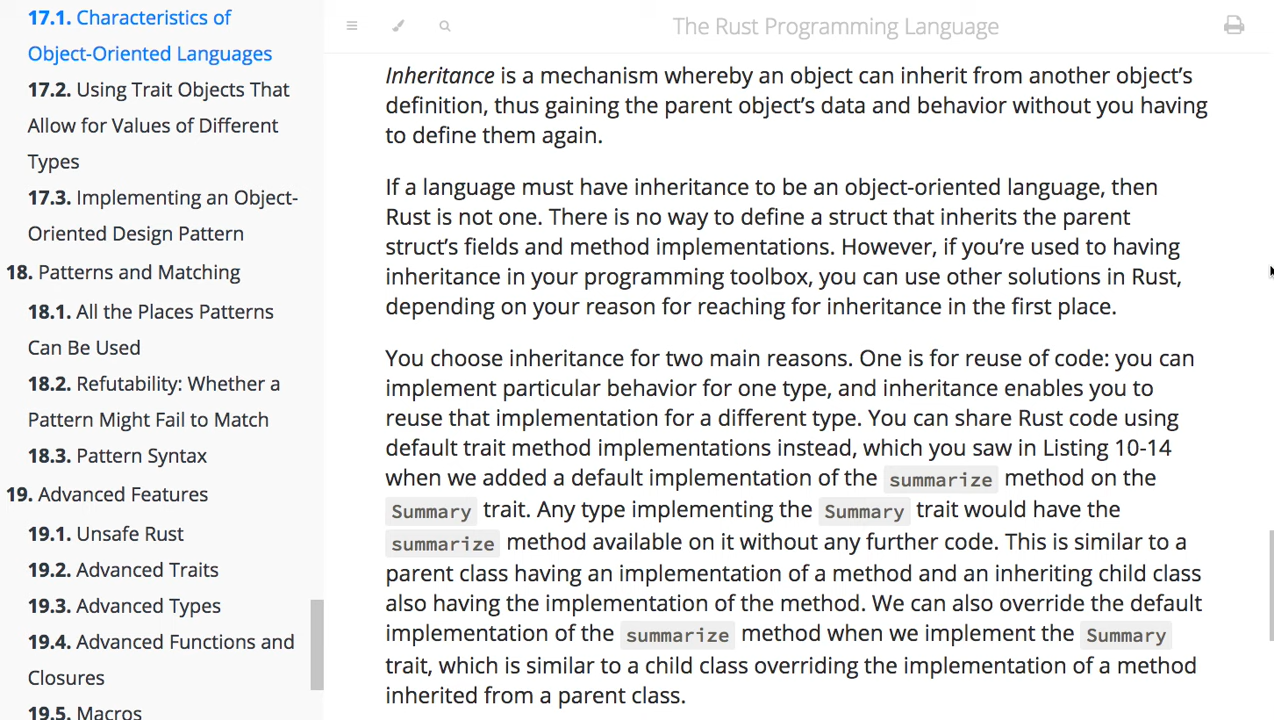 17.1. Characteristics of
Object-Oriented Languages
17.2. Using Trait Objects That
Allow for Values of Different
Types
17.3. Implementing an Object-
Oriented Design Pattern
18. Patterns and Matching
18.1. All the Places Patterns
Can Be Used
18.2. Refutability: Whether a
Pattern Might Fail to Match
18.3. Pattern Syntax
19. Advanced Features
19.1. Unsafe Rust
19.2. Advanced Traits
19.3. Advanced Types
19.4. Advanced Functions and
Closures
19.5. Macros
The Rust Programming Language
Inheritance is a mechanism whereby an object can inherit from another object’s
definition, thus gaining the parent object’s data and behavior without you having
to define them again.
If a language must have inheritance to be an object-oriented language, then
Rust is not one. There is no way to define a struct that inherits the parent
struct’s fields and method implementations. However, if you’re used to having
inheritance in your programming toolbox, you can use other solutions in Rust,
depending on your reason for reaching for inheritance in the first place.
You choose inheritance for two main reasons. One is for reuse of code: you can
implement particular behavior for one type, and inheritance enables you to
reuse that implementation for a different type. You can share Rust code using
default trait method implementations instead, which you saw in Listing 10-14
when we added a default implementation of the summarize method on the
Summary trait. Any type implementing the Summary trait would have the
summarize method available on it without any further code. This is similar to a
parent class having an implementation of a method and an inheriting child class
also having the implementation of the method. We can also override the default
implementation of the summarize method when we implement the Summary
trait, which is similar to a child class overriding the implementation of a method
inherited from a parent class.